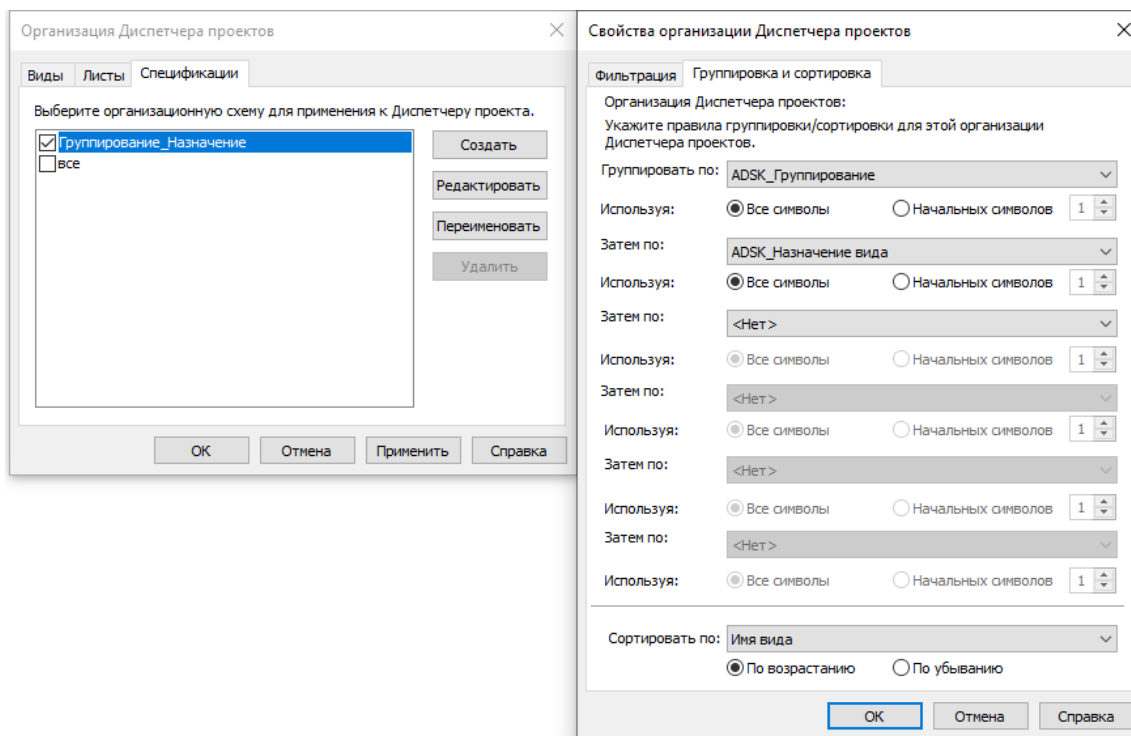 Организация Диспетчера проектов
Виды Листы Спецификации
Выберите организационную схему для применения к Диспетчеру проекта.
Группирование_Назначение
все
Создать
Редактировать
Переименовать
Удалить
ОК Отмена Применить Справка
Свойства организации Диспетчера проектов
Фильтрация Группировка и сортировка
Организация Диспетчера проектов:
Укажите правила группировки/сортировки для этой организации
Диспетчера проектов.
Группировать по: ADSK_Группирование
Используя: Все символы Начальных символов 1
Затем по: ADSK_Назначение вида
Используя: Все символы Начальных символов 1
Затем по: <Нет>
Используя: Все символы Начальных символов 1
Затем по: <Нет>
Используя: Все символы Начальных символов 1
Затем по: <Нет>
Используя: Все символы Начальных символов 1
Затем по: <Нет>
Используя: Все символы Начальных символов 1
Сортировать по: Имя вида
По возрастанию По убыванию
ОК Отмена Справка